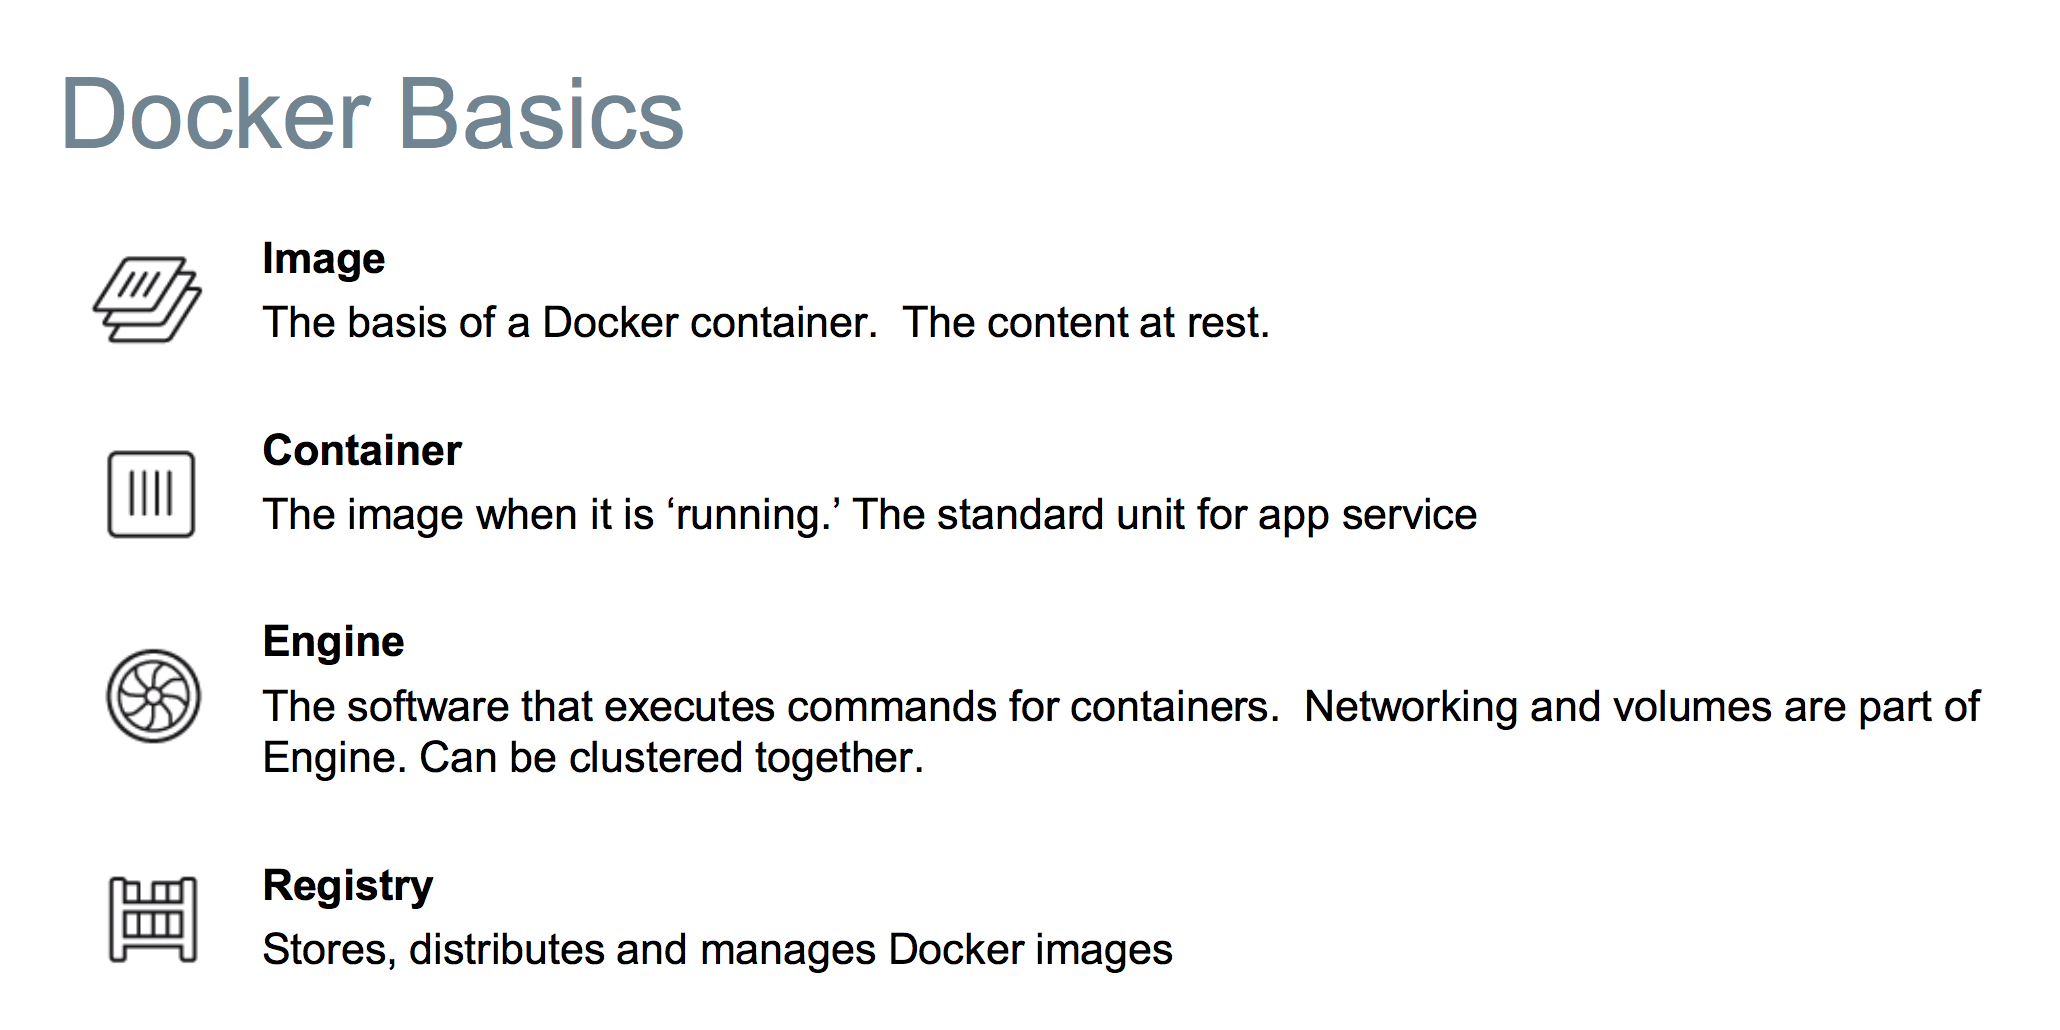 Docker Basics
Image
The basis of a Docker container.  The content at rest.
Container
The image when it is ‘running.’ The standard unit for app service
Engine
The software that executes commands for containers.  Networking and volumes are part of
Engine. Can be clustered together.
Registry
Stores, distributes and manages Docker images